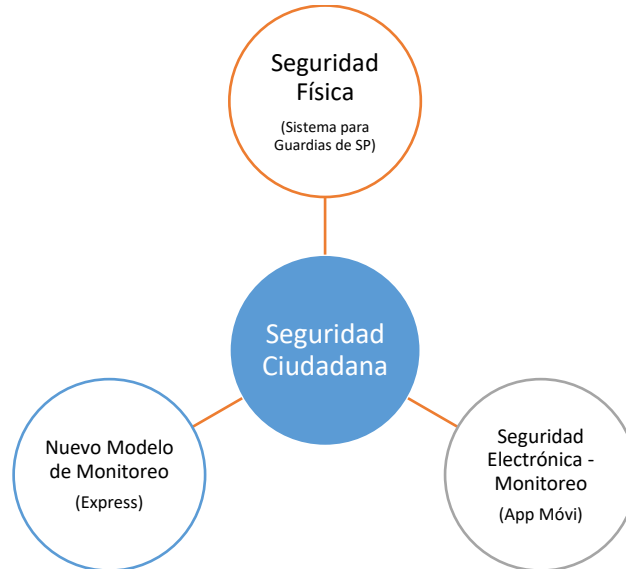 Seguridad
Física
(Sistema para
Guardias de SP)
Seguridad
Ciudadana
Nuevo Modelo
de Monitoreo
(Express)
Seguridad
Electrónica -
Monitoreo
(App Móvi)